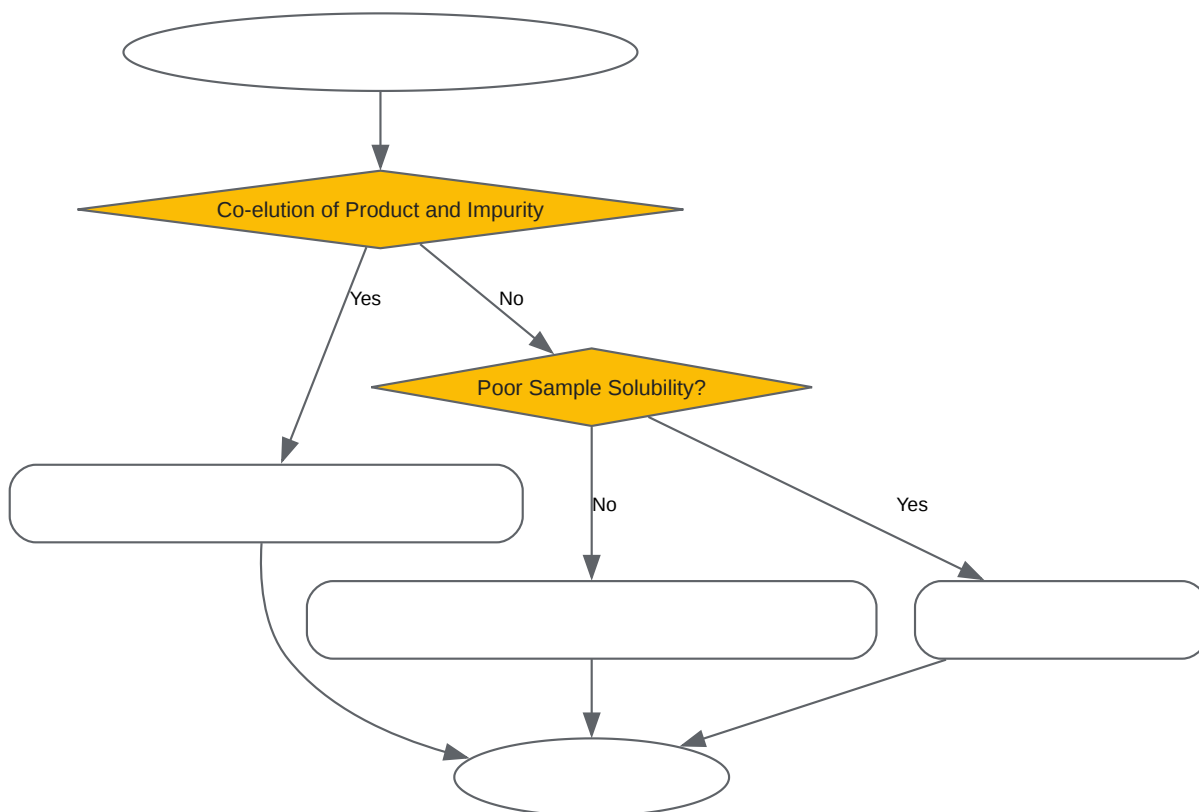 Co-elution of Product and Impurity
Yes
No
Poor Sample Solubility?
No
Yes